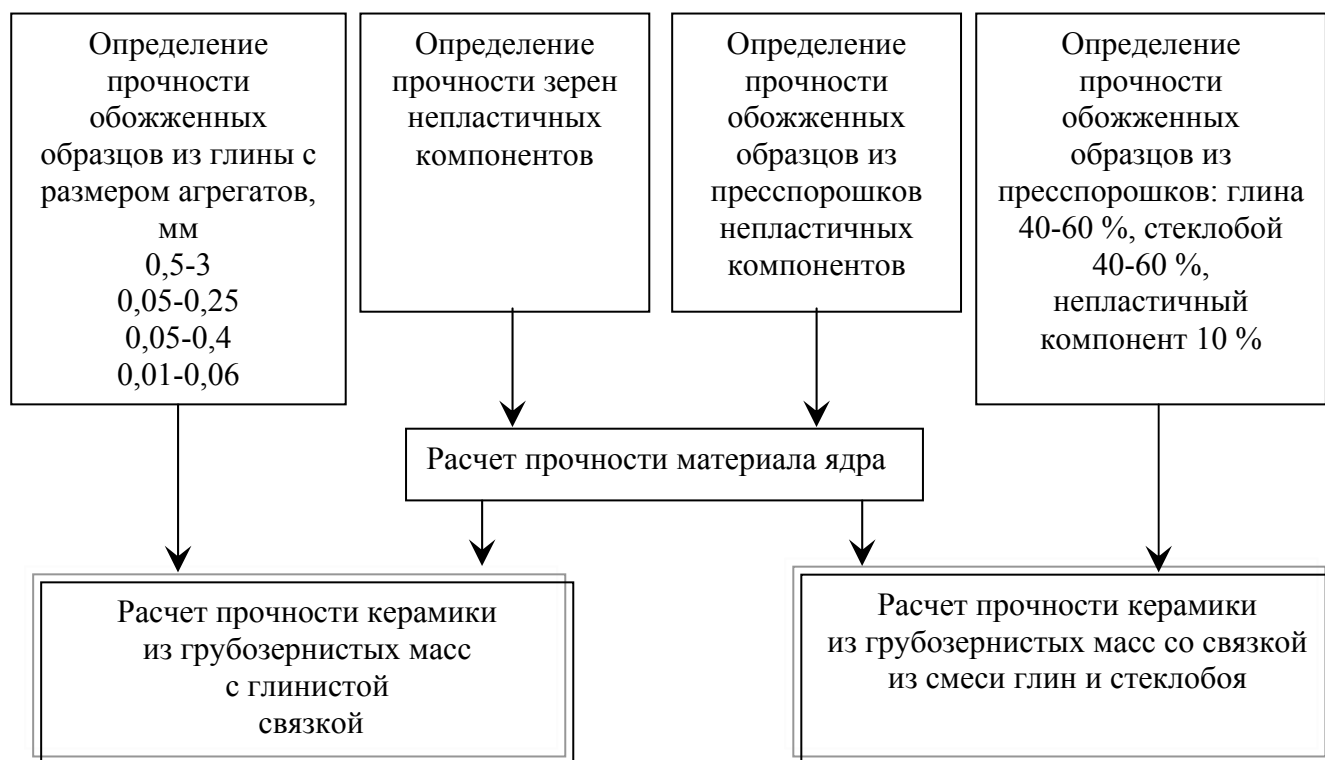 Определение
прочности
обожженных
образцов из глины с
размером агрегатов,
мм
0,5-3
0,05-0,25
0,05-0,4
0,01-0,06
Определение
прочности зерен
непластичных
компонентов
Определение
прочности
обожженных
образцов из
пресспорошков
непластичных
компонентов
Определение
прочности
обожженных
образцов из
пресспорошков: глина
40-60 %, стеклобой
40-60 %,
непластичный
компонент 10 %
Расчет прочности материала ядра
Расчет прочности керамики
из грубозернистых масс
с глинистой
связкой
Расчет прочности керамики
из грубозернистых масс со связкой
из смеси глин и стеклобоя